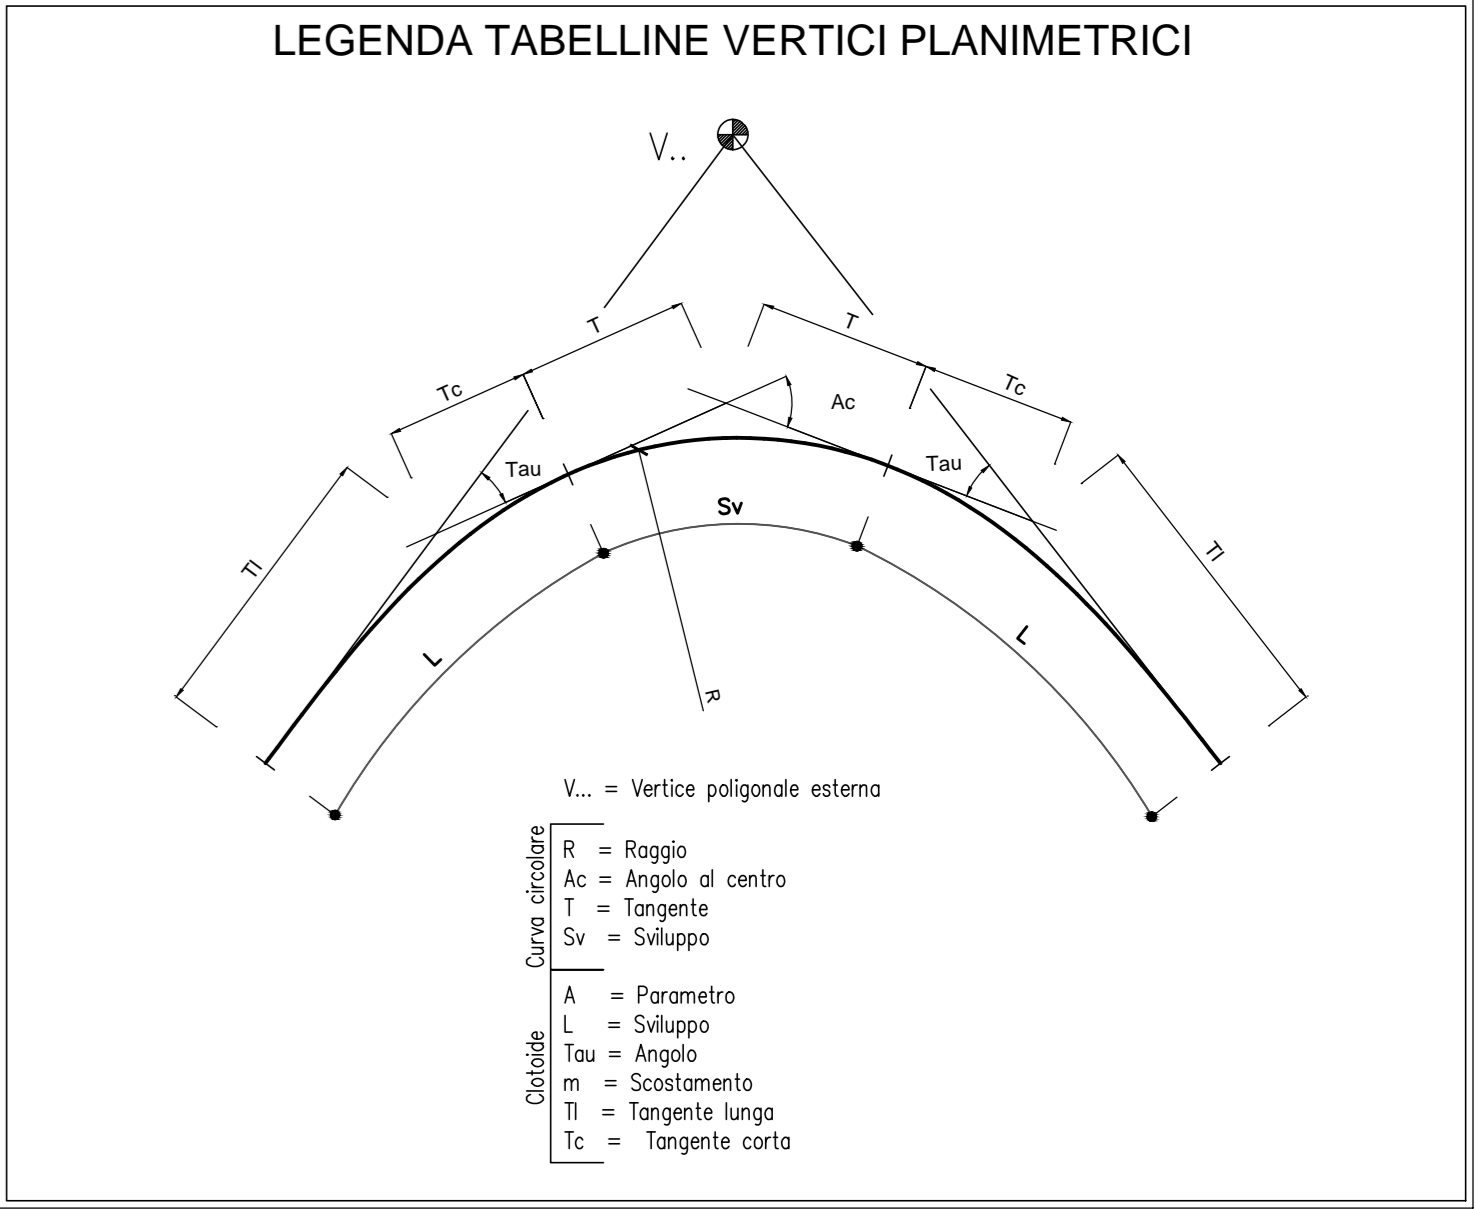 LEGENDA TABELLINE VERTICI PLANIMETRICI
V..
T
T
Tc
Tc
Ac
Tau
Tau
Sv
Tl
Tl
L
L
R
V... = Vertice poligonale esterna
Curva circolare
R = Raggio
Ac = Angolo al centro
T = Tangente
Sv = Sviluppo
Clotoide
A = Parametro
L = Sviluppo
Tau = Angolo
m = Scostamento
Tl = Tangente lunga
Tc = Tangente corta